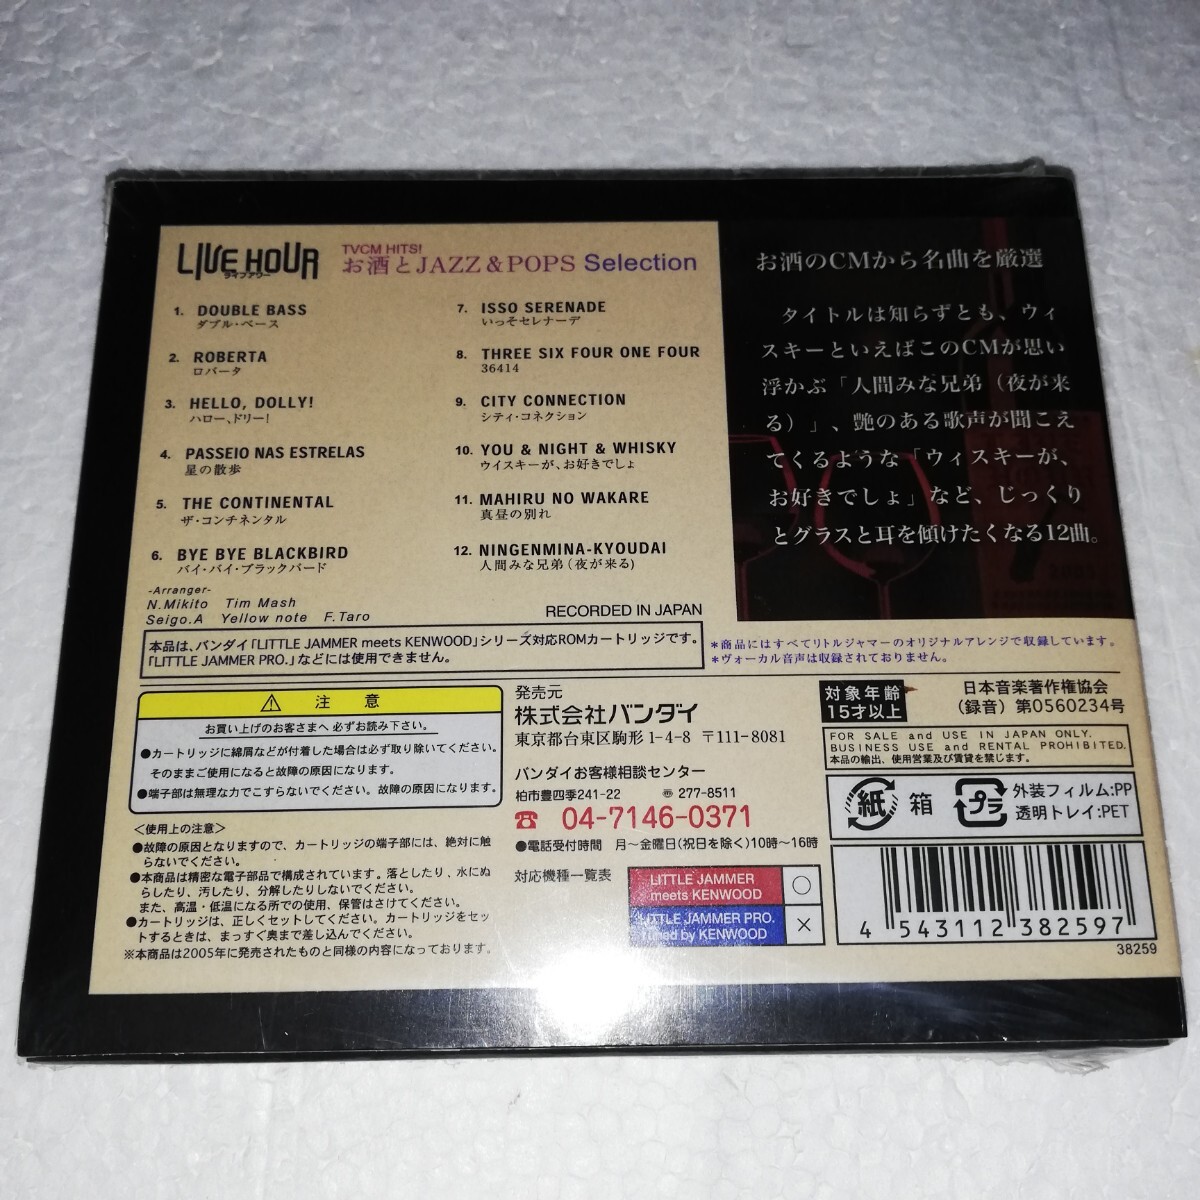 LIVE HOUR
ライブアワー
TVCM HITS!
お酒とJAZZ&POPS Selection
1. DOUBLE BASS
ダブル・ベース
2. ROBERTA
ロバータ
3. HELLO, DOLLY!
ハロー、ドリー!
4. PASSEIO NAS ESTRELAS
星の散歩
5. THE CONTINENTAL
ザ・コンチネンタル
6. BYE BYE BLACKBIRD
バイ・バイ・ブラックバード
7. ISSO SERENADE
いっそセレナーデ
8. THREE SIX FOUR ONE FOUR
36414
9. CITY CONNECTION
シティ・コネクション
10. YOU & NIGHT & WHISKY
ウイスキーが、お好きでしょ
11. MAHIRU NO WAKARE
真昼の別れ
12. NINGENMINA-KYOUDAI
人間みな兄弟(夜が来る)
-Arranger-
N.Mikito Tim Mash
Seigo.A Yellow note F.Taro
RECORDED IN JAPAN
お酒のCMから名曲を厳選
タイトルは知らずとも、ウィ
スキーといえばこのCMが思い
浮かぶ「人間みな兄弟(夜が来
る)」、艶のある歌声が聞こえ
てくるような「ウィスキーが、
お好きでしょ」など、じっくり
とグラスと耳を傾けたくなる12曲。
本品は、バンダイ「LITTLE JAMMER meets KENWOOD」シリーズ対応ROMカートリッジです。
「LITTLE JAMMER PRO.」などには使用できません。
*商品にはすべてリトルジャマーのオリジナルアレンジで収録しています。
*ヴォーカル音声は収録されておりません。
注意
お買い上げのお客さまへ 必ずお読み下さい。
●カートリッジに綿屑などが付着した場合は必ず取り除いてください。
そのままご使用になると故障の原因になります。
●端子部は無理な力でこすらないでください。故障の原因になります。
<使用上の注意>
●故障の原因となりますので、カートリッジの端子部には、絶対に触
らないでください。
●本商品は精密な電子部品で構成されています。落としたり、水にぬ
らしたり、汚したり、分解したりしないでください。
また、高温・低温になる所での使用、保管はさけてください。
●カートリッジは、正しくセットしてください。カートリッジをセッ
トするときは、まっすぐ奥まで差し込んでください。
※本商品は2005年に発売されたものと同様の内容になっております。
発売元
株式会社バンダイ
東京都台東区駒形1-4-8 〒111-8081
バンダイお客様相談センター
柏市豊四季241-22 〠277-8511
☎ 04-7146-0371
●電話受付時間 月~金曜日(祝日を除く)10時~16時
対応機種一覧表
LITTLE JAMMER
meets KENWOOD
○
LITTLE JAMMER PRO.
tuned by KENWOOD
×
対象年齢
15才以上
日本音楽著作権協会
(録音)第0560234号
FOR SALE and USE IN JAPAN ONLY.
BUSINESS USE and RENTAL PROHIBITED.
本品の輸出、使用営業及び賃貸を禁じます。
紙
箱
プラ
外装フィルム:PP
透明トレイ:PET
4 543112 382597
38259